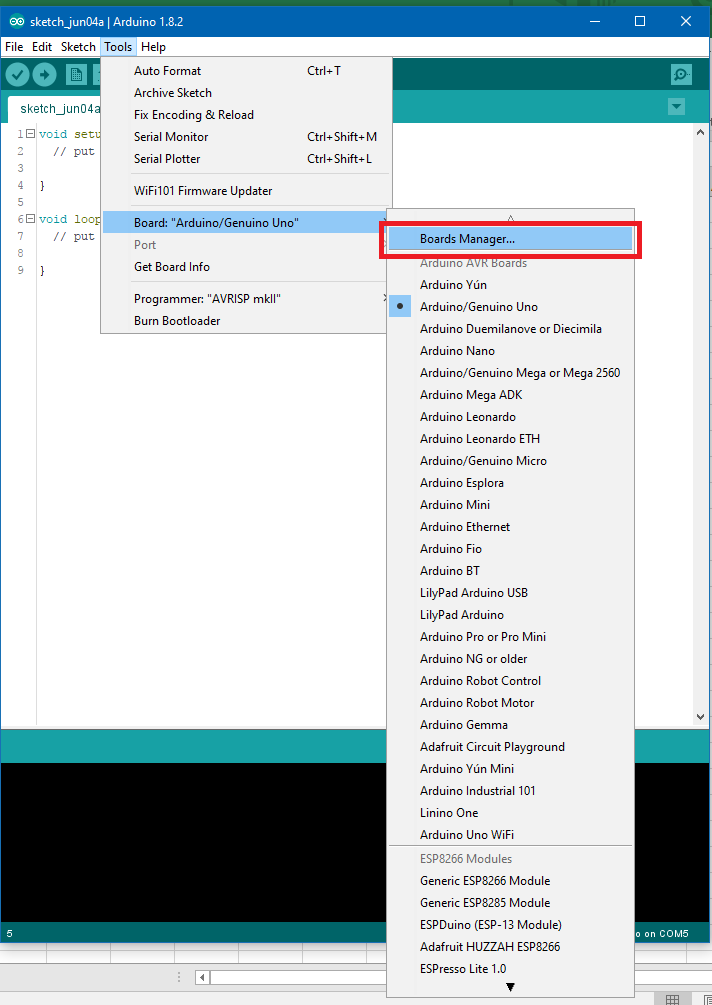 sketch_jun04a | Arduino 1.8.2
File Edit Sketch Tools Help
Auto Format Ctrl+T
Archive Sketch
Fix Encoding & Reload
Serial Monitor Ctrl+Shift+M
Serial Plotter Ctrl+Shift+L
WiFi101 Firmware Updater
Board: "Arduino/Genuino Uno"
Port
Get Board Info
Programmer: "AVRISP mkII"
Burn Bootloader
sketch_jun04a
1 void setu
2 // put
3
4 }
5
6 void loop
7 // put
8
9 }
Boards Manager...
Arduino AVR Boards
Arduino Yún
Arduino/Genuino Uno
Arduino Duemilanove or Diecimila
Arduino Nano
Arduino/Genuino Mega or Mega 2560
Arduino Mega ADK
Arduino Leonardo
Arduino Leonardo ETH
Arduino/Genuino Micro
Arduino Esplora
Arduino Mini
Arduino Ethernet
Arduino Fio
Arduino BT
LilyPad Arduino USB
LilyPad Arduino
Arduino Pro or Pro Mini
Arduino NG or older
Arduino Robot Control
Arduino Robot Motor
Arduino Gemma
Adafruit Circuit Playground
Arduino Yún Mini
Arduino Industrial 101
Linino One
Arduino Uno WiFi
ESP8266 Modules
Generic ESP8266 Module
Generic ESP8285 Module
ESPDuino (ESP-13 Module)
Adafruit HUZZAH ESP8266
ESPresso Lite 1.0
5 o on COM5